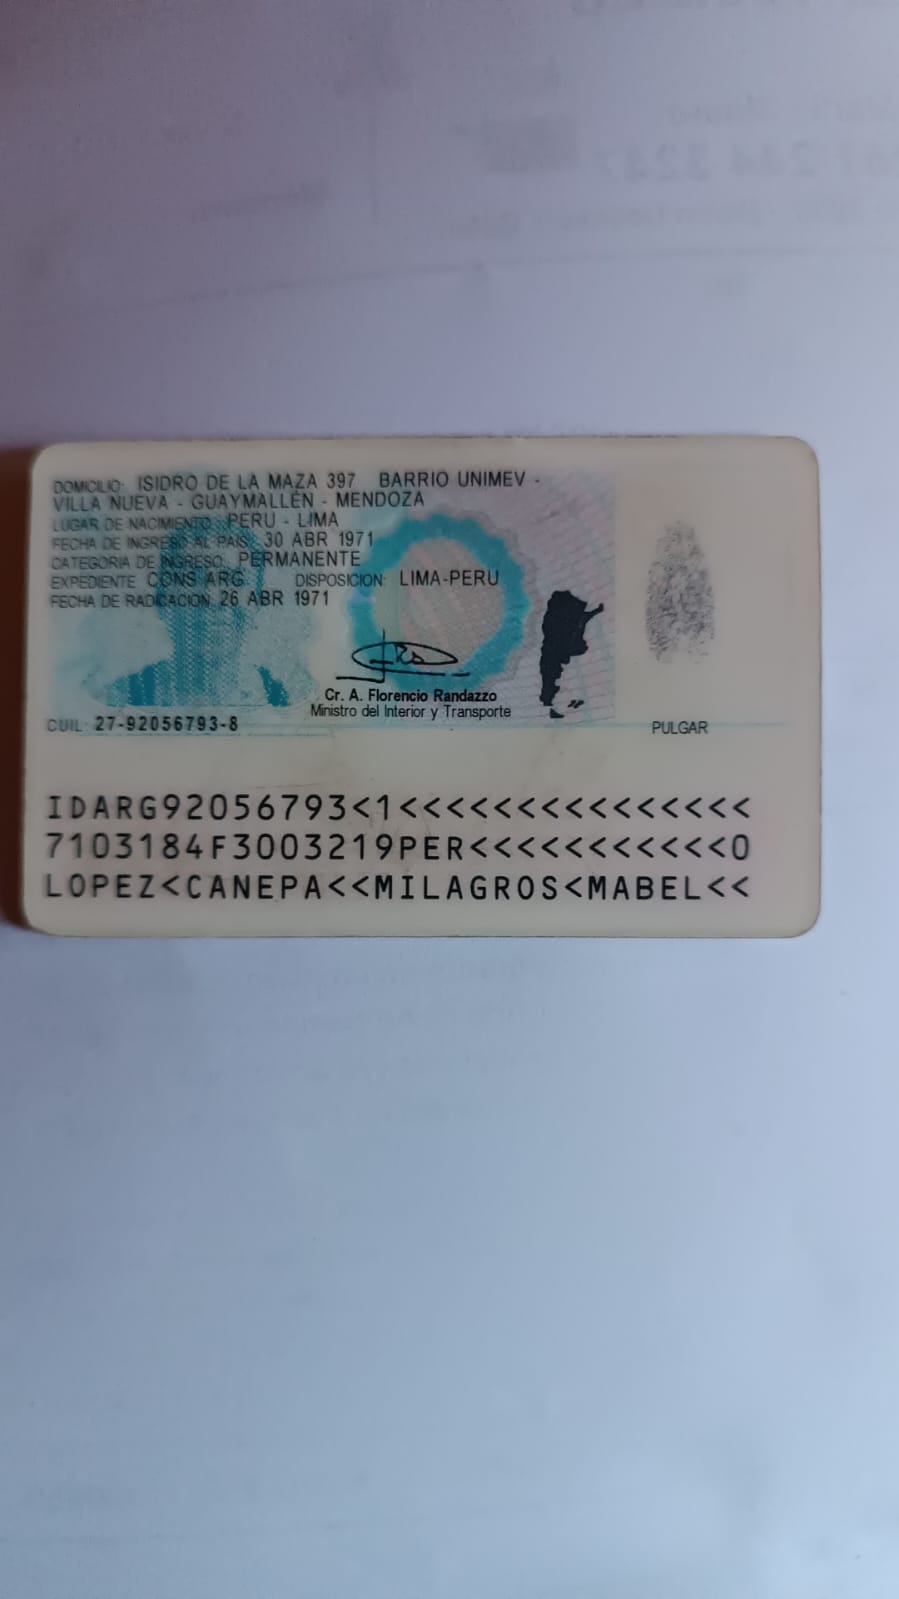 DOMICILIO: ISIDRO DE LA MAZA 397 BARRIO UNIMEV -
VILLA NUEVA - GUAYMALLÉN - MENDOZA
LUGAR DE NACIMIENTO: PERU - LIMA
FECHA DE INGRESO AL PAIS: 30 ABR 1971
CATEGORIA DE INGRESO: PERMANENTE
EXPEDIENTE CONS ARG DISPOSICION: LIMA-PERU
FECHA DE RADICACION 26 ABR 1971
Cr. A. Florencio Randazzo
Ministro del Interior y Transporte
CUIL: 27-92056793-8
PULGAR
IDARG92056793<1<<<<<<<<<<<<<<<
7103184F3003219PER<<<<<<<<<<<0
LOPEZ<CANEPA<<MILAGROS<MABEL<<